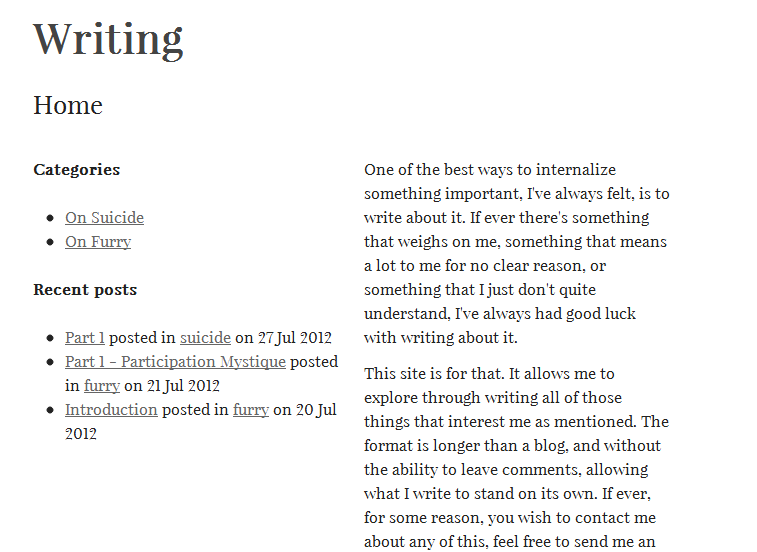 Writing
Home
Categories
On Suicide
On Furry
Recent posts
Part 1 posted in suicide on 27 Jul 2012
Part 1 - Participation Mystique posted
in furry on 21 Jul 2012
Introduction posted in furry on 20 Jul
2012
One of the best ways to internalize
something important, I've always felt, is to
write about it. If ever there's something
that weighs on me, something that means
a lot to me for no clear reason, or
something that I just don't quite
understand, I've always had good luck
with writing about it.
This site is for that. It allows me to
explore through writing all of those
things that interest me as mentioned. The
format is longer than a blog, and without
the ability to leave comments, allowing
what I write to stand on its own. If ever,
for some reason, you wish to contact me
about any of this, feel free to send me an